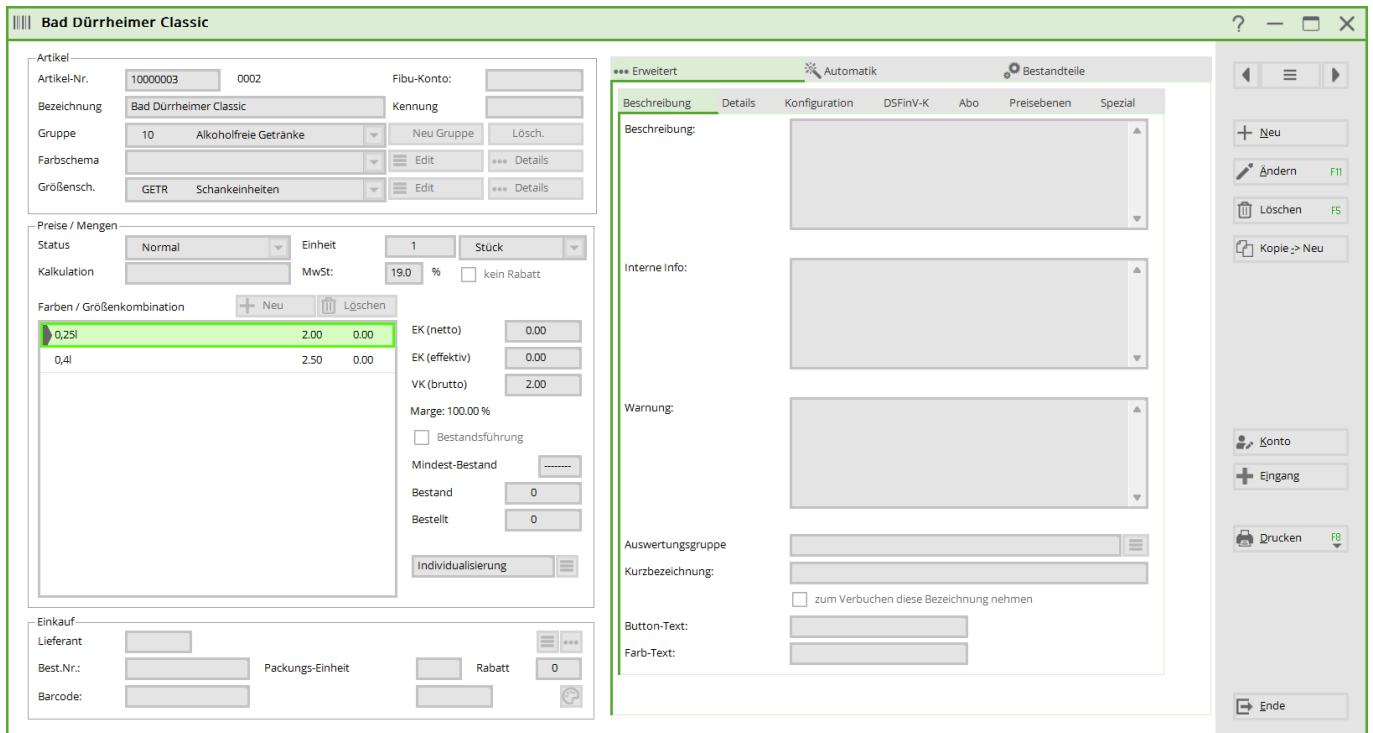 Bad Dürrheimer Classic
Artikel
Artikel-Nr. 10000003 0002 Fibu-Konto:
Bezeichnung Bad Dürrheimer Classic Kennung
Gruppe 10 Alkoholfreie Getränke Neu Gruppe Lösch.
Farbschema Edit Details
Größensch. GETR Schankeinheiten Edit Details
Preise / Mengen
Status Normal Einheit 1 Stück
Kalkulation MwSt: 19.0 % kein Rabatt
Farben / Größenkombination Neu Löschen
0,25l 2.00 0.00
0,4l 2.50 0.00
EK (netto) 0.00
EK (effektiv) 0.00
VK (brutto) 2.00
Marge: 100.00 %
Bestandsführung
Mindest-Bestand --------
Bestand 0
Bestellt 0
Individualisierung
Einkauf
Lieferant
Best.Nr.: Packungs-Einheit Rabatt 0
Barcode:
Erweitert Automatik Bestandteile
Beschreibung Details Konfiguration DSFinV-K Abo Preisebenen Spezial
Beschreibung:
Interne Info:
Warnung:
Auswertungsgruppe
Kurzbezeichnung:
zum Verbuchen diese Bezeichnung nehmen
Button-Text:
Farb-Text:
Neu
Ändern F11
Löschen F5
Kopie -> Neu
Konto
Eingang
Drucken F8
Ende